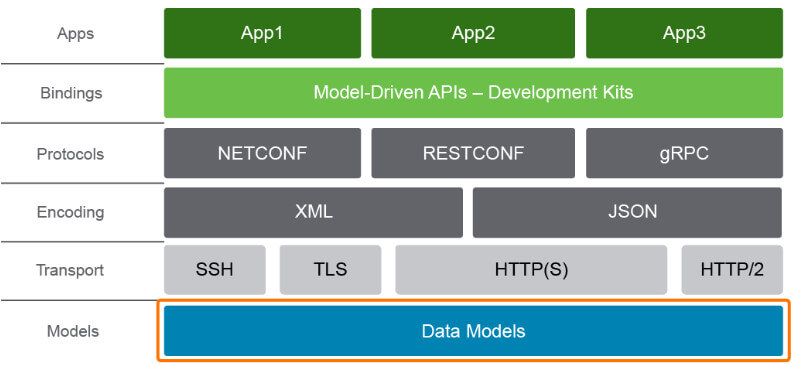 Apps App1 App2 App3
Bindings Model-Driven APIs – Development Kits
Protocols NETCONF RESTCONF gRPC
Encoding XML JSON
Transport SSH TLS HTTP(S) HTTP/2
Models Data Models